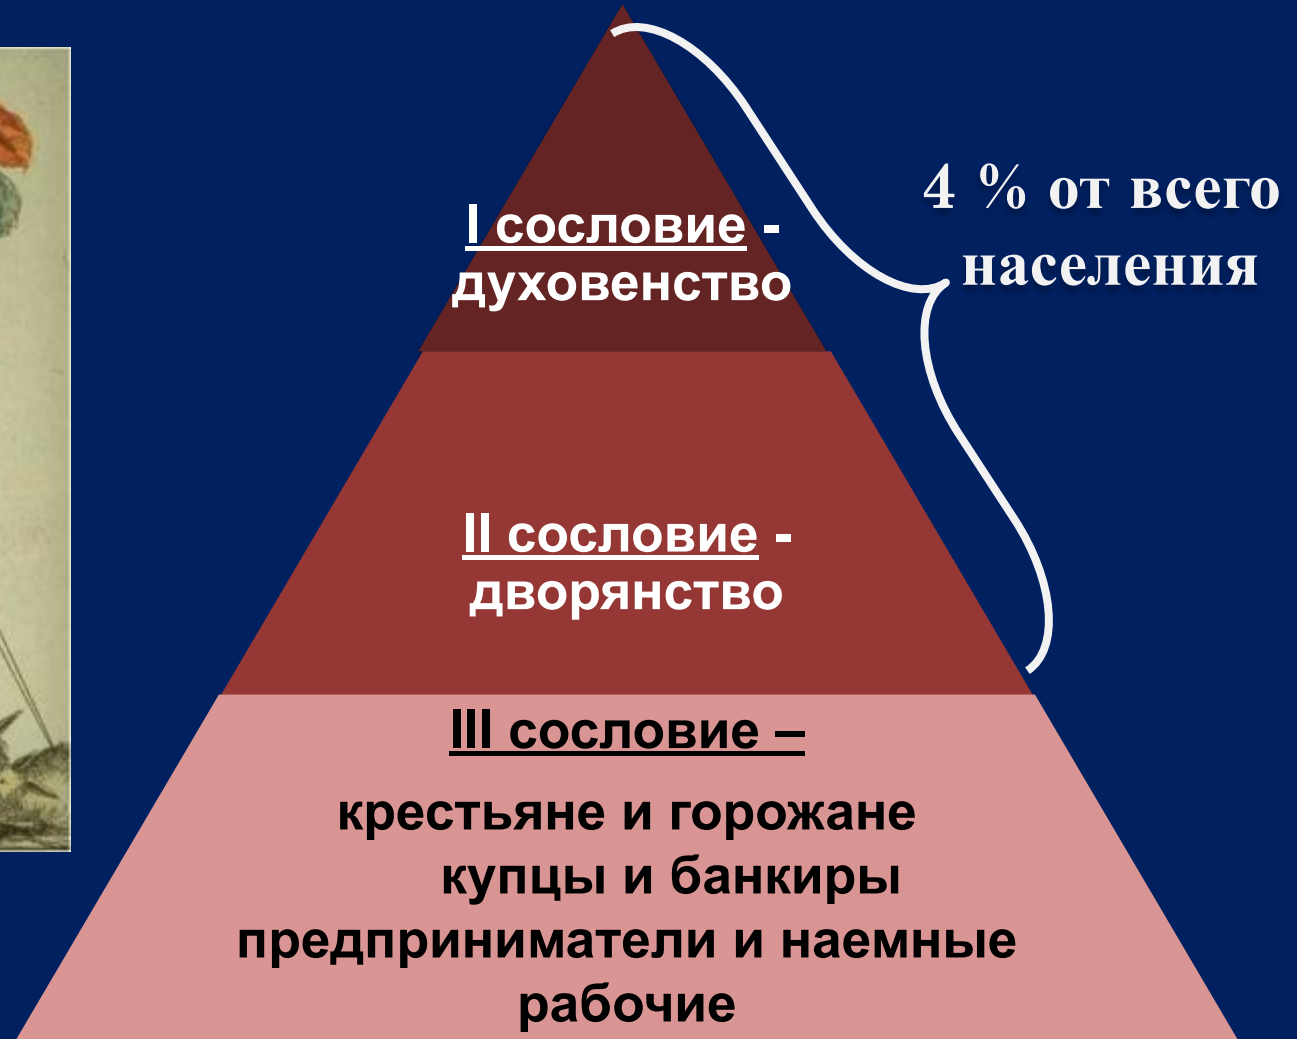 4 % от всего
населения
I сословие -
духовенство
II сословие -
дворянство
III сословие –
крестьяне и горожане
купцы и банкиры
предприниматели и наемные
рабочие